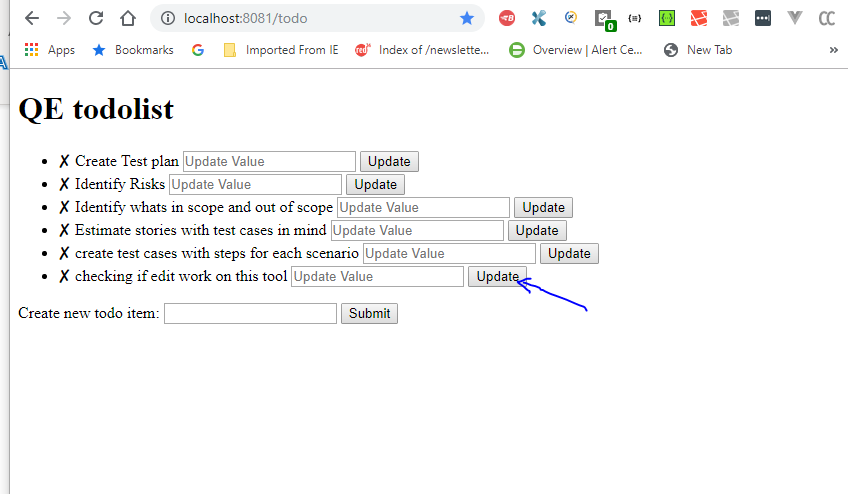 localhost:8081/todo
0
Apps Bookmarks Imported From IE Index of /newslette... Overview | Alert Ce... New Tab »
QE todolist
• ✗ Create Test plan Update Value Update
• ✗ Identify Risks Update Value Update
• ✗ Identify whats in scope and out of scope Update Value Update
• ✗ Estimate stories with test cases in mind Update Value Update
• ✗ create test cases with steps for each scenario Update Value Update
• ✗ checking if edit work on this tool Update Value Update
Create new todo item: Submit